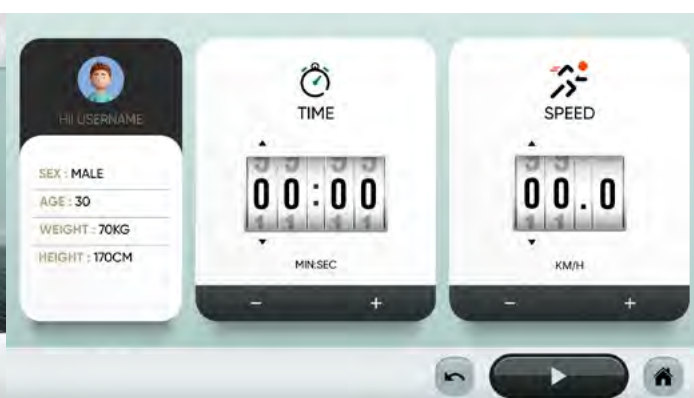 HI! USERNAME
SEX : MALE
AGE : 30
WEIGHT : 70KG
HEIGHT : 170CM
TIME
00:00
MIN:SEC
- +
SPEED
00.0
KM/H
- +